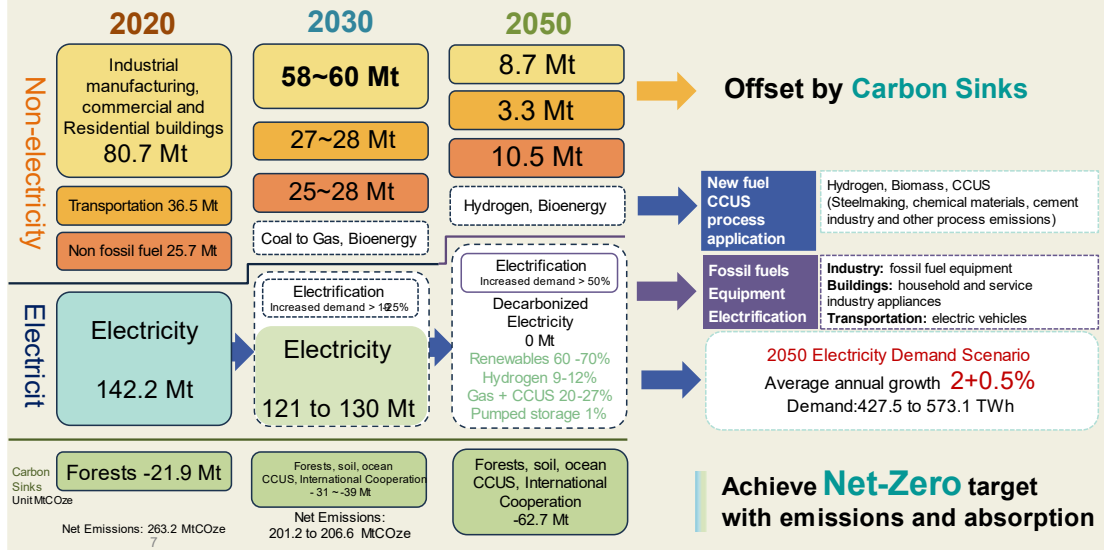 2020
2030
2050
Non-electricity
Industrial
manufacturing,
commercial and
Residential buildings
80.7 Mt
Transportation 36.5 Mt
Non fossil fuel 25.7 Mt
58~60 Mt
27~28 Mt
25~28 Mt
Coal to Gas, Bioenergy
8.7 Mt
3.3 Mt
10.5 Mt
Hydrogen, Bioenergy
Offset by Carbon Sinks
New fuel
CCUS
process
application
Hydrogen, Biomass, CCUS
(Steelmaking, chemical materials, cement
industry and other process emissions)
Electricit
Electricity
142.2 Mt
Electrification
Increased demand >
Electricity
121 to 130 Mt
Electrification
Increased demand > 50%
Decarbonized
Electricity
0 Mt
Renewables 60 -70%
Hydrogen 9-12%
Gas + CCUS 20-27%
Pumped storage 1%
Fossil fuels
Equipment
Electrification
Industry: fossil fuel equipment
Buildings: household and service
industry appliances
Transportation: electric vehicles
2050 Electricity Demand Scenario
Average annual growth 2+0.5%
Demand:427.5 to 573.1 TWh
Carbon
Sinks
Unit MtCOze
Forests -21.9 Mt
Net Emissions: 263.2 MtCOze
7
Forests, soil, ocean
CCUS, International Cooperation
- 31 ~ -39 Mt
Net Emissions:
201.2 to 206.6 MtCOze
Forests, soil, ocean
CCUS, International
Cooperation
-62.7 Mt
Achieve Net-Zero target
with emissions and absorption